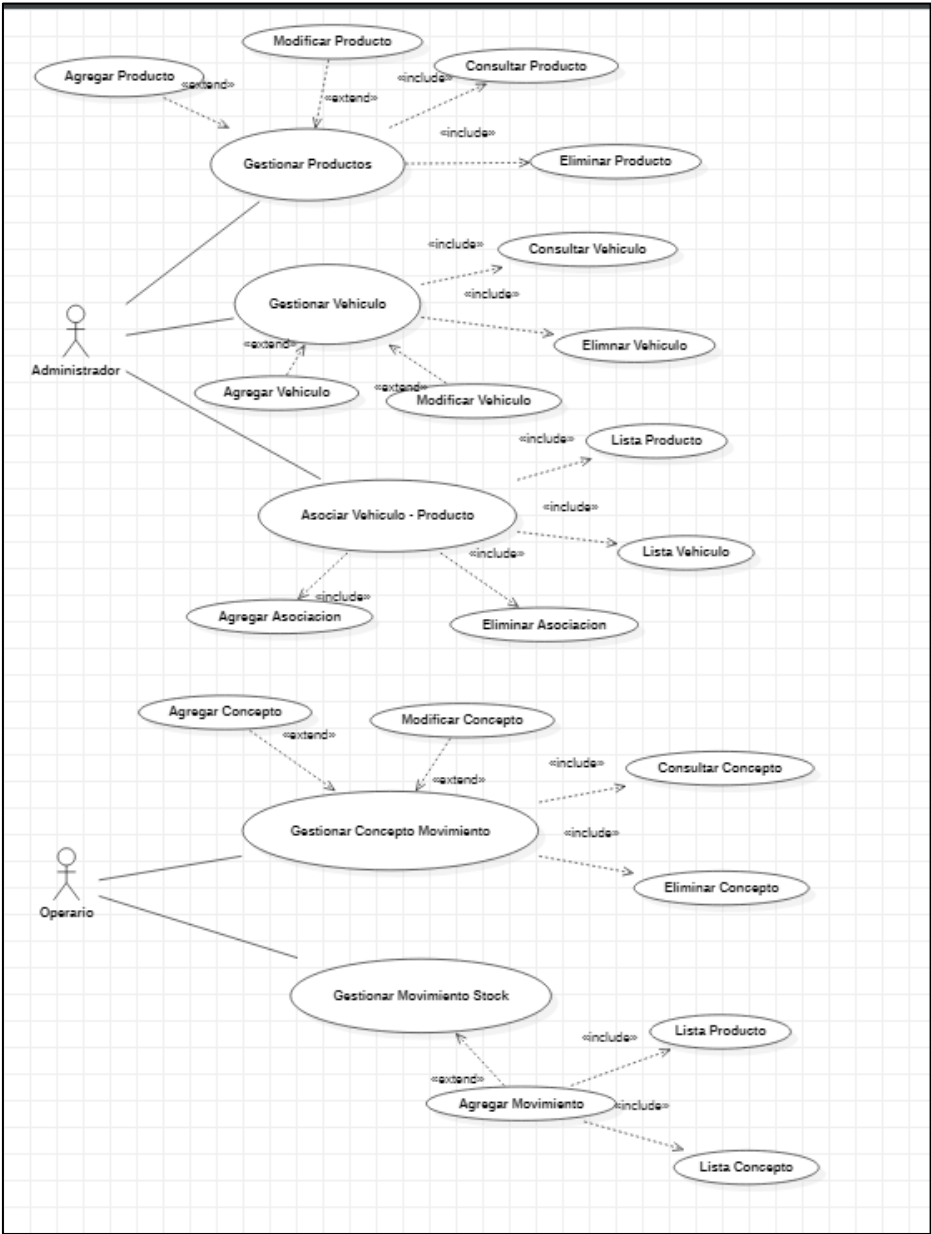 Modificar Producto
Agregar Producto
«extend»
«extend»
«include»
Consultar Producto
«include»
Gestionar Productos
Eliminar Producto
«include»
Consultar Vehiculo
Gestionar Vehiculo
«include»
Administrador
«extend»
Elimnar Vehiculo
Agregar Vehiculo
«extend»
Modificar Vehiculo
«include»
Lista Producto
Asociar Vehiculo - Producto
«include»
Lista Vehiculo
«include»
«include»
Agregar Asociacion
Eliminar Asociacion
Agregar Concepto
«extend»
Modificar Concepto
«extend»
«include»
Consultar Concepto
Gestionar Concepto Movimiento
«include»
Eliminar Concepto
Operario
Gestionar Movimiento Stock
«include»
Lista Producto
«extend»
Agregar Movimiento
«include»
Lista Concepto